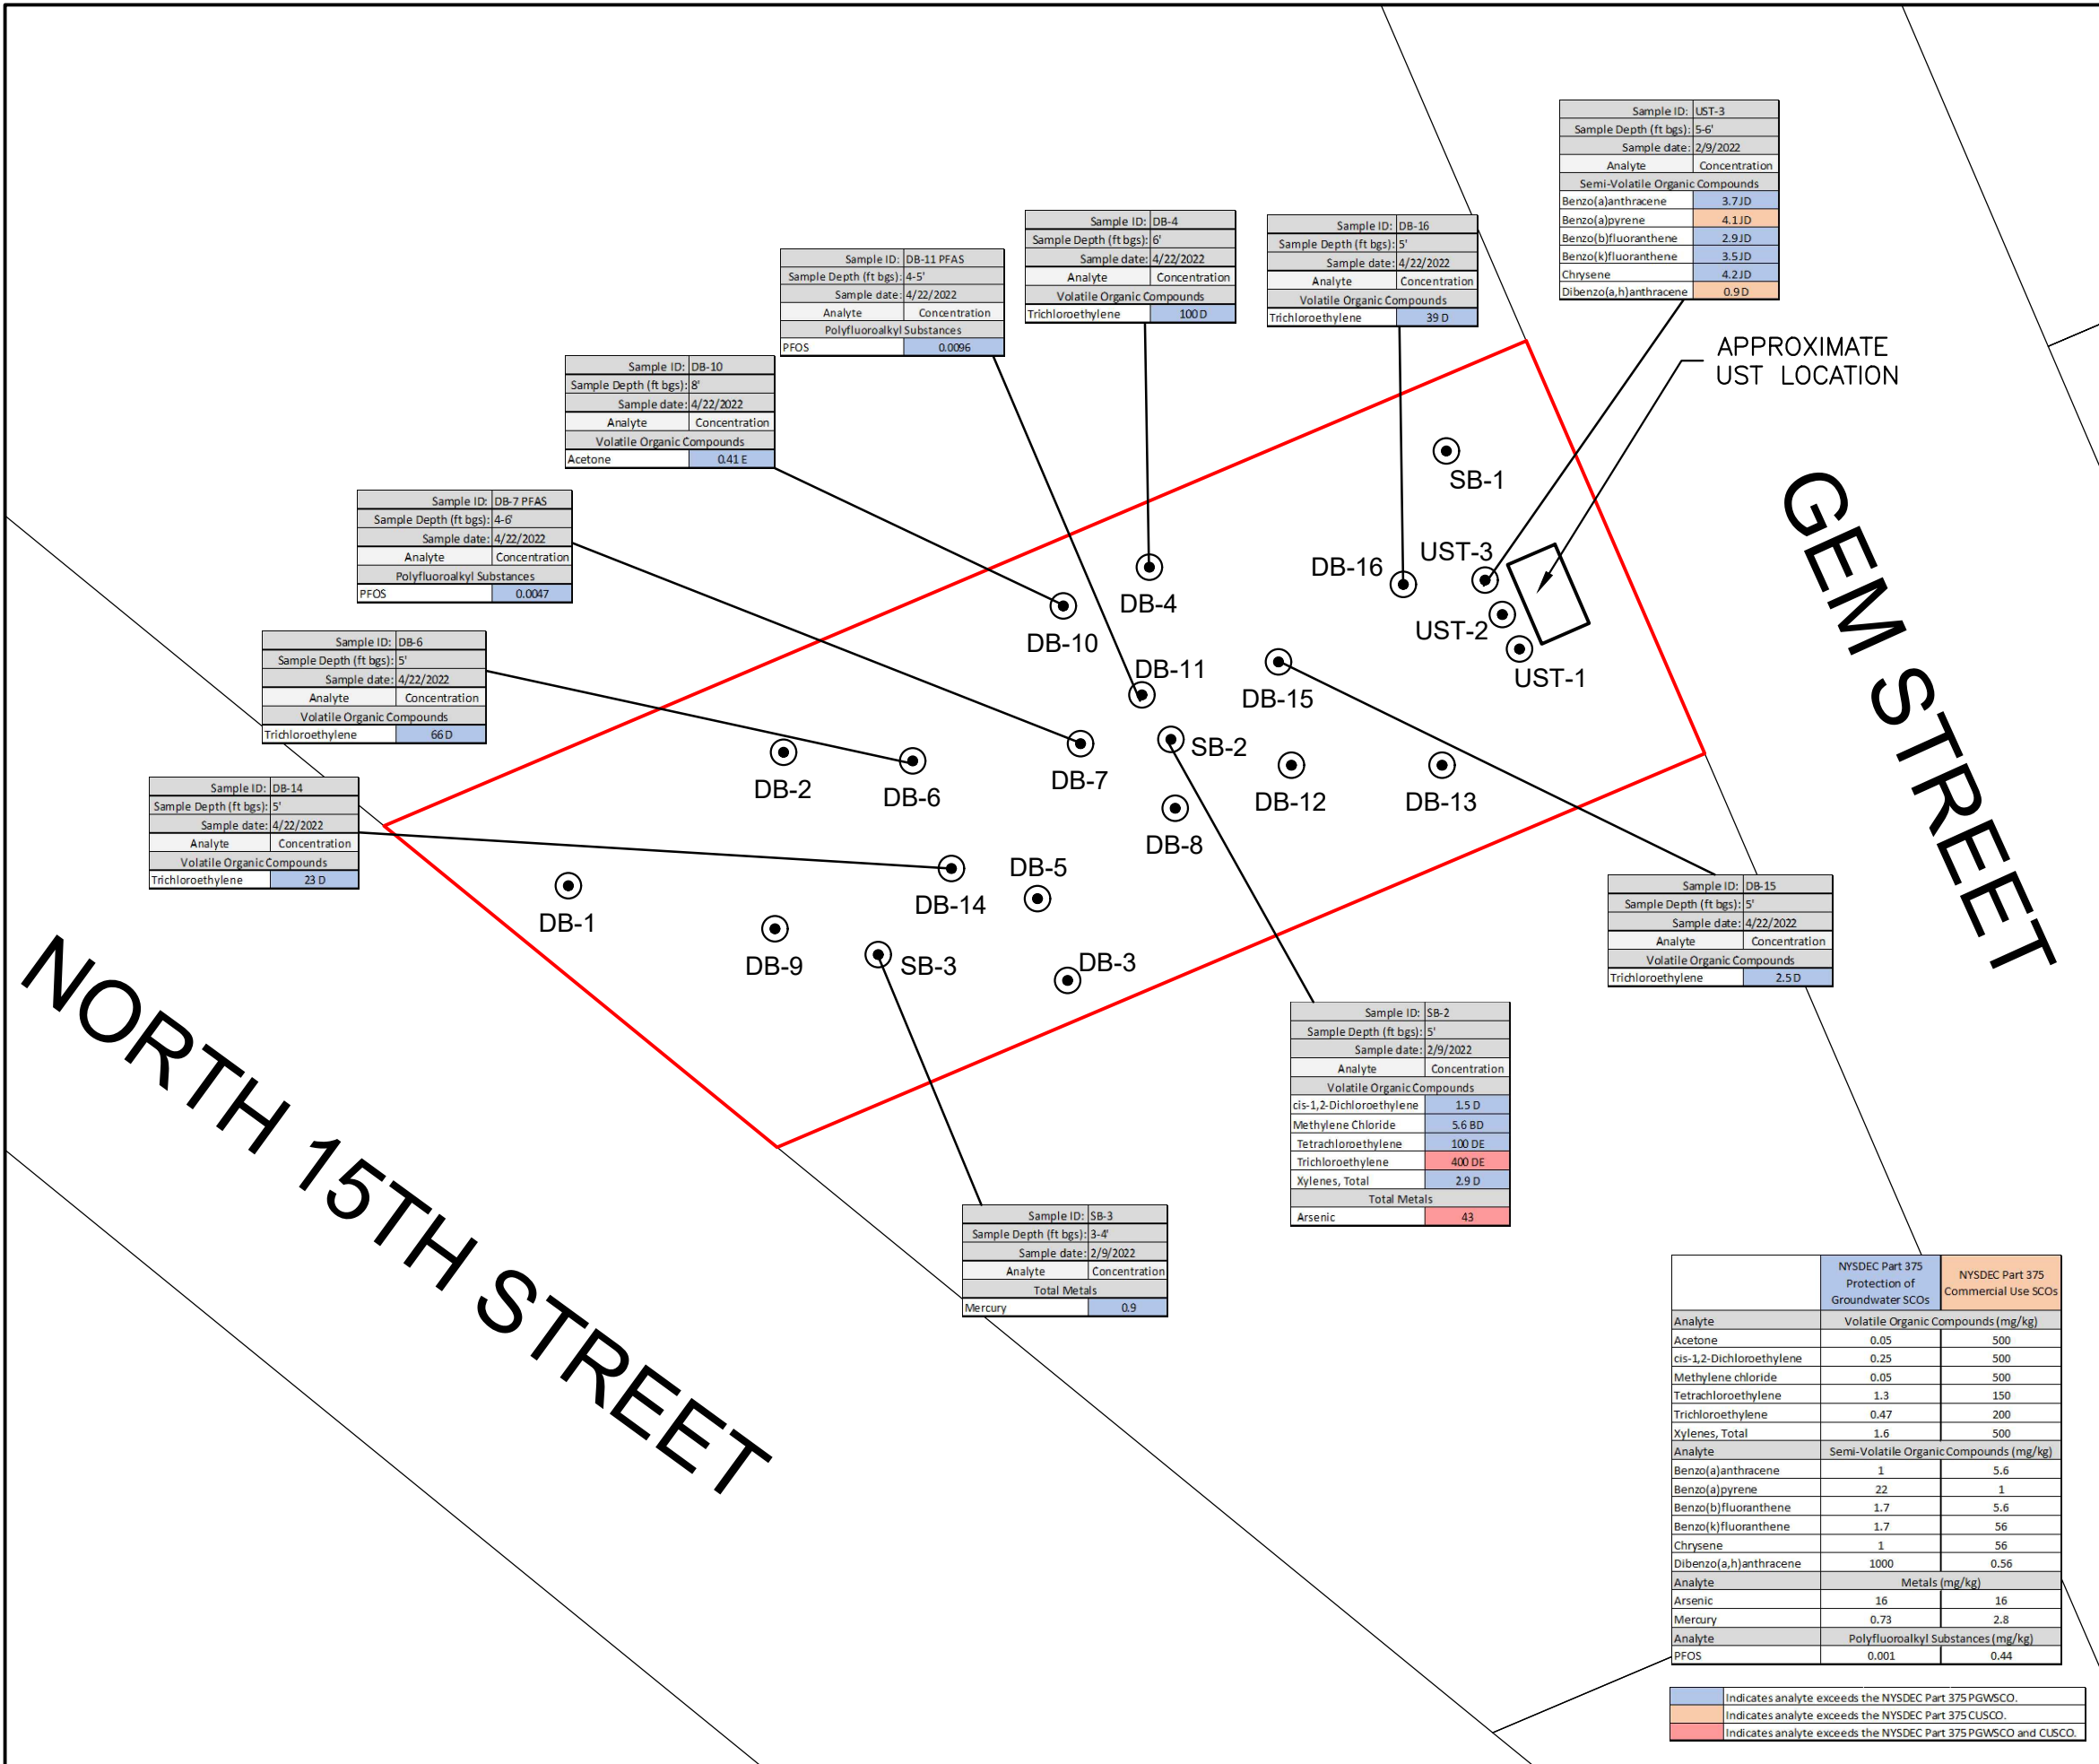 Sample ID: UST-3
Sample Depth (ft bgs): 5-6'
Sample date: 2/9/2022
Analyte Concentration
Semi-Volatile Organic Compounds
Benzo(a)anthracene 3.7 JD
Benzo(a)pyrene 4.1 JD
Benzo(b)fluoranthene 2.9 JD
Benzo(k)fluoranthene 3.5 JD
Chrysene 4.2 JD
Dibenzo(a,h)anthracene 0.9 D
Sample ID: DB-4
Sample Depth (ft bgs): 6'
Sample date: 4/22/2022
Analyte Concentration
Volatile Organic Compounds
Trichloroethylene 100 D
Sample ID: DB-16
Sample Depth (ft bgs): 5'
Sample date: 4/22/2022
Analyte Concentration
Volatile Organic Compounds
Trichloroethylene 39 D
Sample ID: DB-11 PFAS
Sample Depth (ft bgs): 4-5'
Sample date: 4/22/2022
Analyte Concentration
Polyfluoroalkyl Substances
PFOS 0.0096
Sample ID: DB-10
Sample Depth (ft bgs): 8'
Sample date: 4/22/2022
Analyte Concentration
Volatile Organic Compounds
Acetone 0.41 E
Sample ID: DB-7 PFAS
Sample Depth (ft bgs): 4-6'
Sample date: 4/22/2022
Analyte Concentration
Polyfluoroalkyl Substances
PFOS 0.0047
Sample ID: DB-6
Sample Depth (ft bgs): 5'
Sample date: 4/22/2022
Analyte Concentration
Volatile Organic Compounds
Trichloroethylene 66 D
Sample ID: DB-14
Sample Depth (ft bgs): 5'
Sample date: 4/22/2022
Analyte Concentration
Volatile Organic Compounds
Trichloroethylene 23 D
APPROXIMATE
UST LOCATION
GEM STREET
SB-1
UST-3
DB-16
DB-4
UST-2
DB-10
DB-11
UST-1
DB-15
SB-2
DB-7
DB-2
DB-6
DB-12
DB-13
DB-8
DB-5
DB-14
DB-1
DB-9
SB-3
DB-3
NORTH 15TH STREET
Sample ID: DB-15
Sample Depth (ft bgs): 5'
Sample date: 4/22/2022
Analyte Concentration
Volatile Organic Compounds
Trichloroethylene 2.5 D
Sample ID: SB-2
Sample Depth (ft bgs): 5'
Sample date: 2/9/2022
Analyte Concentration
Volatile Organic Compounds
cis-1,2-Dichloroethylene 1.5 D
Methylene Chloride 5.6 BD
Tetrachloroethylene 100 DE
Trichloroethylene 400 DE
Xylenes, Total 2.9 D
Total Metals
Arsenic 43
Sample ID: SB-3
Sample Depth (ft bgs): 3-4'
Sample date: 2/9/2022
Analyte Concentration
Total Metals
Mercury 0.9
NYSDEC Part 375
Protection of
Groundwater SCOs
NYSDEC Part 375
Commercial Use SCOs
Analyte Volatile Organic Compounds (mg/kg)
Acetone 0.05 500
cis-1,2-Dichloroethylene 0.25 500
Methylene chloride 0.05 500
Tetrachloroethylene 1.3 150
Trichloroethylene 0.47 200
Xylenes, Total 1.6 500
Analyte Semi-Volatile Organic Compounds (mg/kg)
Benzo(a)anthracene 1 5.6
Benzo(a)pyrene 22 1
Benzo(b)fluoranthene 1.7 5.6
Benzo(k)fluoranthene 1.7 56
Chrysene 1 56
Dibenzo(a,h)anthracene 1000 0.56
Analyte Metals (mg/kg)
Arsenic 16 16
Mercury 0.73 2.8
Analyte Polyfluoroalkyl Substances (mg/kg)
PFOS 0.001 0.44
Indicates analyte exceeds the NYSDEC Part 375 PGWSCO.
Indicates analyte exceeds the NYSDEC Part 375 CUSCO.
Indicates analyte exceeds the NYSDEC Part 375 PGWSCO and CUSCO.